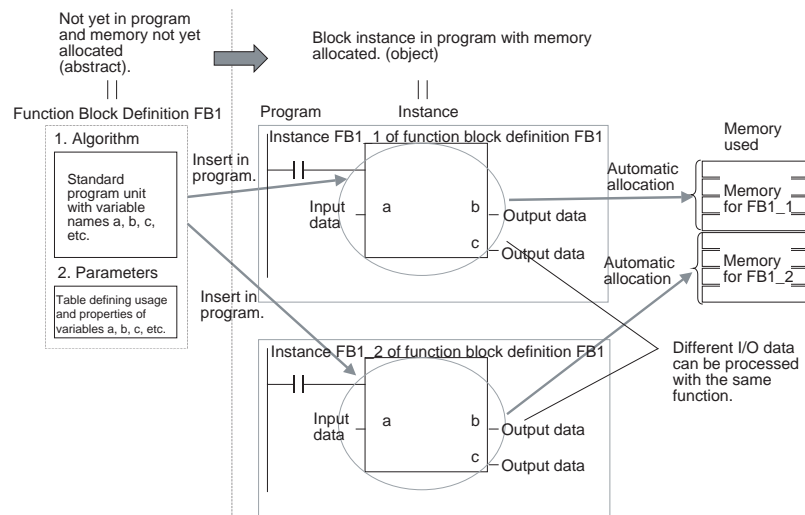 Not yet in program
and memory not yet
allocated
(abstract).
Block instance in program with memory
allocated. (object)
Function Block Definition FB1
Program
Instance
1. Algorithm
Standard
program unit
with variable
names a, b, c,
etc.
2. Parameters
Table defining usage
and properties of
variables a, b, c, etc.
Insert in
program.
Insert in
program.
Instance FB1_1 of function block definition FB1
Input
data
a
b
c
Output data
Output data
Automatic
allocation
Memory
used
Memory
for FB1_1
Automatic
allocation
Memory
for FB1_2
Instance FB1_2 of function block definition FB1
Input
data
a
b
c
Output data
Output data
Different I/O data
can be processed
with the same
function.